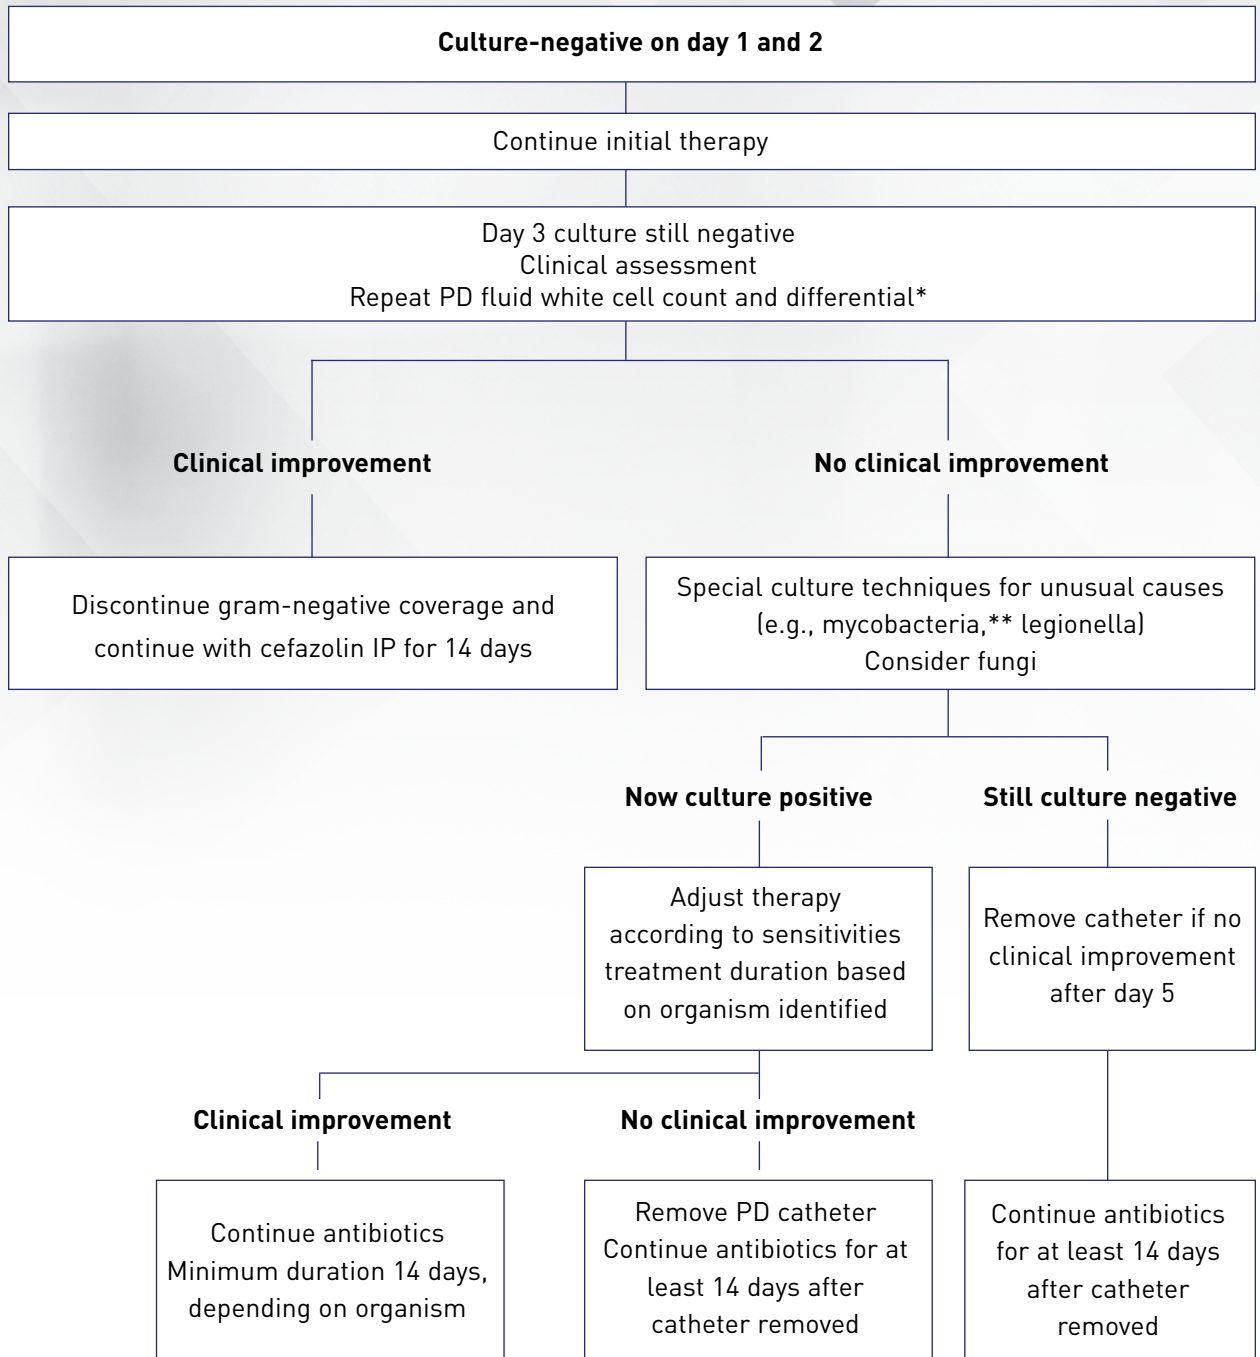 Culture-negative on day 1 and 2
Continue initial therapy
Day 3 culture still negative
Clinical assessment
Repeat PD fluid white cell count and differential*
Clinical improvement
No clinical improvement
Discontinue gram-negative coverage and
continue with cefazolin IP for 14 days
Special culture techniques for unusual causes
(e.g., mycobacteria,** legionella)
Consider fungi
Now culture positive
Still culture negative
Adjust therapy
according to sensitivities
treatment duration based
on organism identified
Remove catheter if no
clinical improvement
after day 5
Clinical improvement
No clinical improvement
Continue antibiotics
Minimum duration 14 days,
depending on organism
Remove PD catheter
Continue antibiotics for at
least 14 days after
catheter removed
Continue antibiotics
for at least 14 days
after catheter
removed